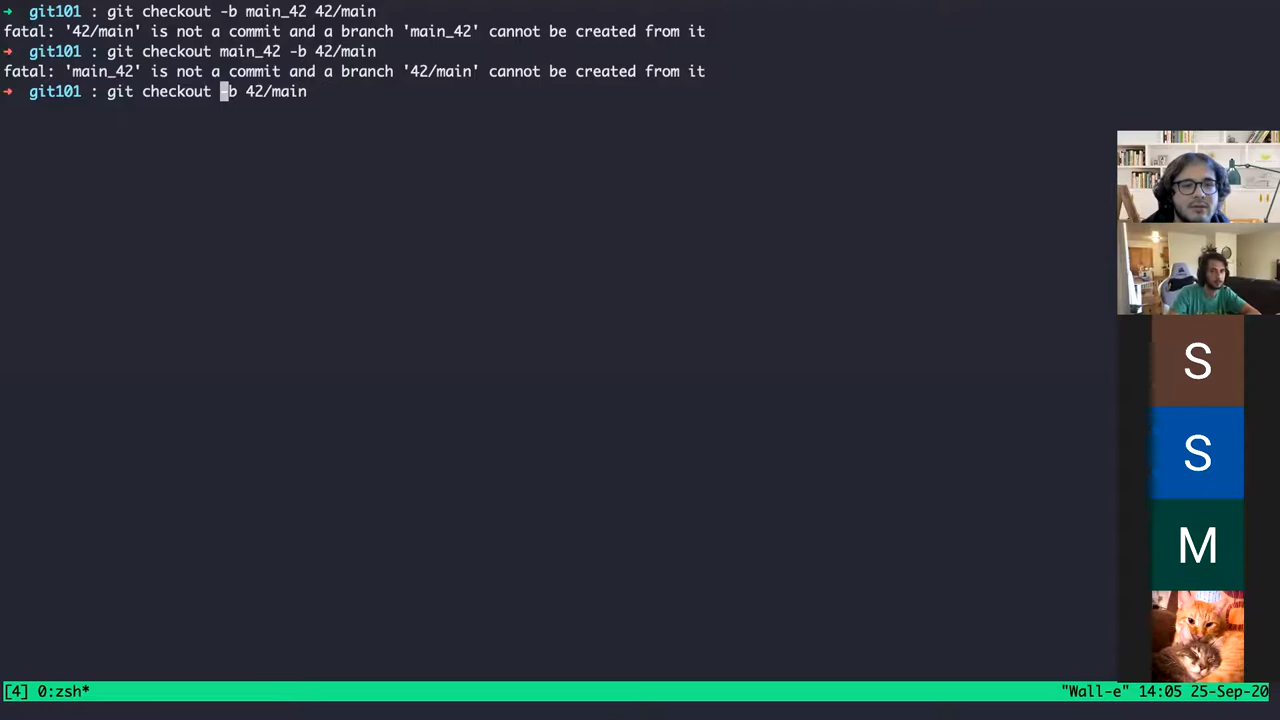 ➜ git101 : git checkout -b main_42 42/main
fatal: '42/main' is not a commit and a branch 'main_42' cannot be created from it
➜ git101 : git checkout main_42 -b 42/main
fatal: 'main_42' is not a commit and a branch '42/main' cannot be created from it
➜ git101 : git checkout -b 42/main
S
S
M
[4] 0:zsh* "Wall-e" 14:05 25-Sep-20